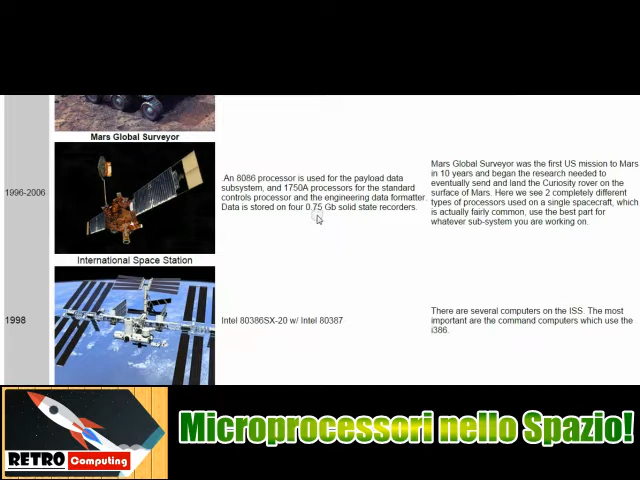 Mars Global Surveyor
1996-2006
.An 8086 processor is used for the payload data
subsystem, and 1750A processors for the standard
controls processor and the engineering data formatter.
Data is stored on four 0.75 Gb solid state recorders.
Mars Global Surveyor was the first US mission to Mars
in 10 years and began the research needed to
eventually send and land the Curiosity rover on the
surface of Mars. Here we see 2 completely different
types of processors used on a single spacecraft, which
is actually fairly common, use the best part for
whatever sub-system you are working on.
International Space Station
1998
Intel 80386SX-20 w/ Intel 80387
There are several computers on the ISS. The most
important are the command computers which use the
i386.
RETRO Computing
Microprocessori nello Spazio!